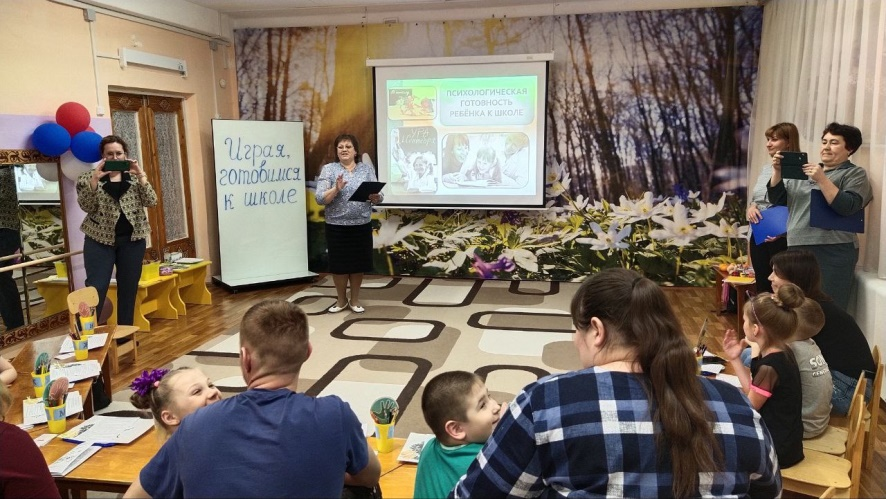 Играя,
готовимся
к школе
ПСИХОЛОГИЧЕСКАЯ
ГОТОВНОСТЬ
РЕБЁНКА К ШКОЛЕ